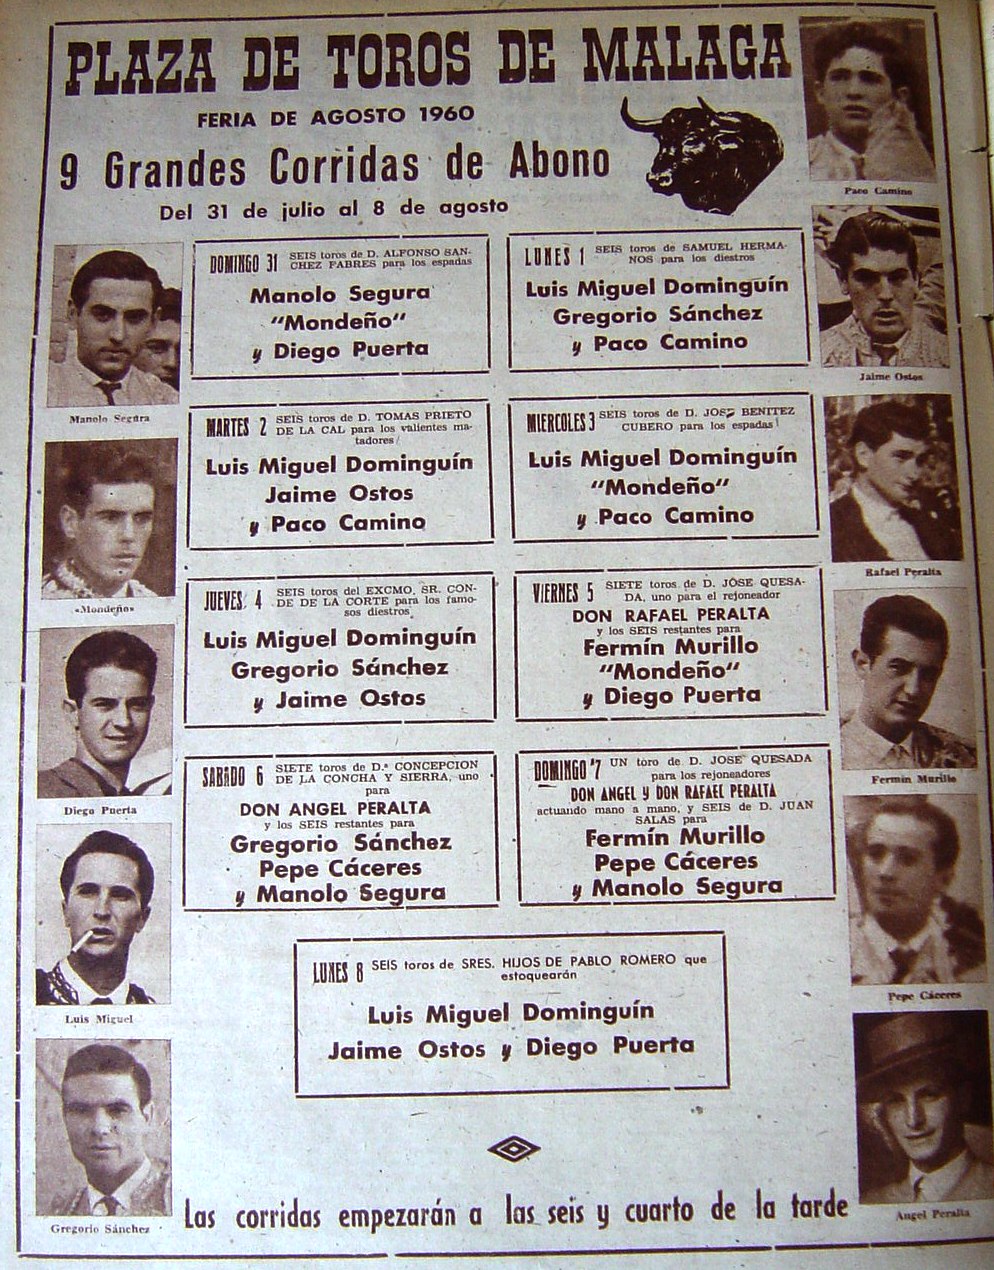 PLAZA DE TOROS DE MALAGA
FERIA DE AGOSTO 1960
9 Grandes Corridas de Abono
Del 31 de julio al 8 de agosto
Paco Camino
DOMINGO 31
SEIS toros de D. ALFONSO SAN-
CHEZ FABRES para los espadas
Manolo Segura
"Mondeño"
y Diego Puerta
LUNES 1
SEIS toros de SAMUEL HERMA-
NOS para los diestros
Luis Miguel Dominguín
Gregorio Sánchez
y Paco Camino
Manolo Segura
Jaime Ostos
MARTES 2
SEIS toros de D. TOMAS PRIETO
DE LA CAL para los valientes ma-
tadores
Luis Miguel Dominguín
Jaime Ostos
y Paco Camino
MIERCOLES 3
SEIS toros de D. JOSE BENITEZ
CUBERO para los espadas
Luis Miguel Dominguín
"Mondeño"
y Paco Camino
«Mondeño»
Rafael Peralta
JUEVES 4
SEIS toros del EXCMO, SR. CON-
DE DE LA CORTE para los famo-
sos diestros
Luis Miguel Dominguín
Gregorio Sánchez
y Jaime Ostos
VIERNES 5
SIETE toros de D. JOSE QUESA-
DA, uno para el rejoneador
DON RAFAEL PERALTA
y los SEIS restantes para
Fermín Murillo
"Mondeño"
y Diego Puerta
Diego Puerta
Fermín Murillo
SABADO 6
SIETE toros de D.ª CONCEPCION
DE LA CONCHA Y SIERRA, uno
para
DON ANGEL PERALTA
y los SEIS restantes para
Gregorio Sánchez
Pepe Cáceres
y Manolo Segura
DOMINGO 7
UN toro de D. JOSE QUESADA
para los rejoneadores
DON ANGEL y DON RAFAEL PERALTA
actuando mano a mano, y SEIS de D. JUAN
SALAS para
Fermín Murillo
Pepe Cáceres
y Manolo Segura
Luis Miguel
Pepe Cáceres
LUNES 8
SEIS toros de SRES. HIJOS DE PABLO ROMERO que
estoquearán
Luis Miguel Dominguín
Jaime Ostos y Diego Puerta
Gregorio Sánchez
Angel Peralta
Las corridas empezarán a las seis y cuarto de la tarde